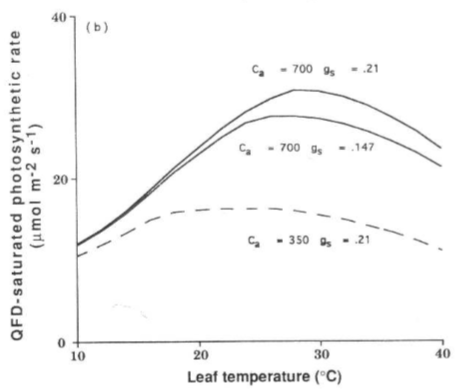 (b)
QFD-saturated photosynthetic rate
(μmol m-2 s-1)
40
20
0
Ca = 700 gs = .21
Ca = 700 gs = .147
Ca = 350 gs = .21
10 20 30 40
Leaf temperature (°C)